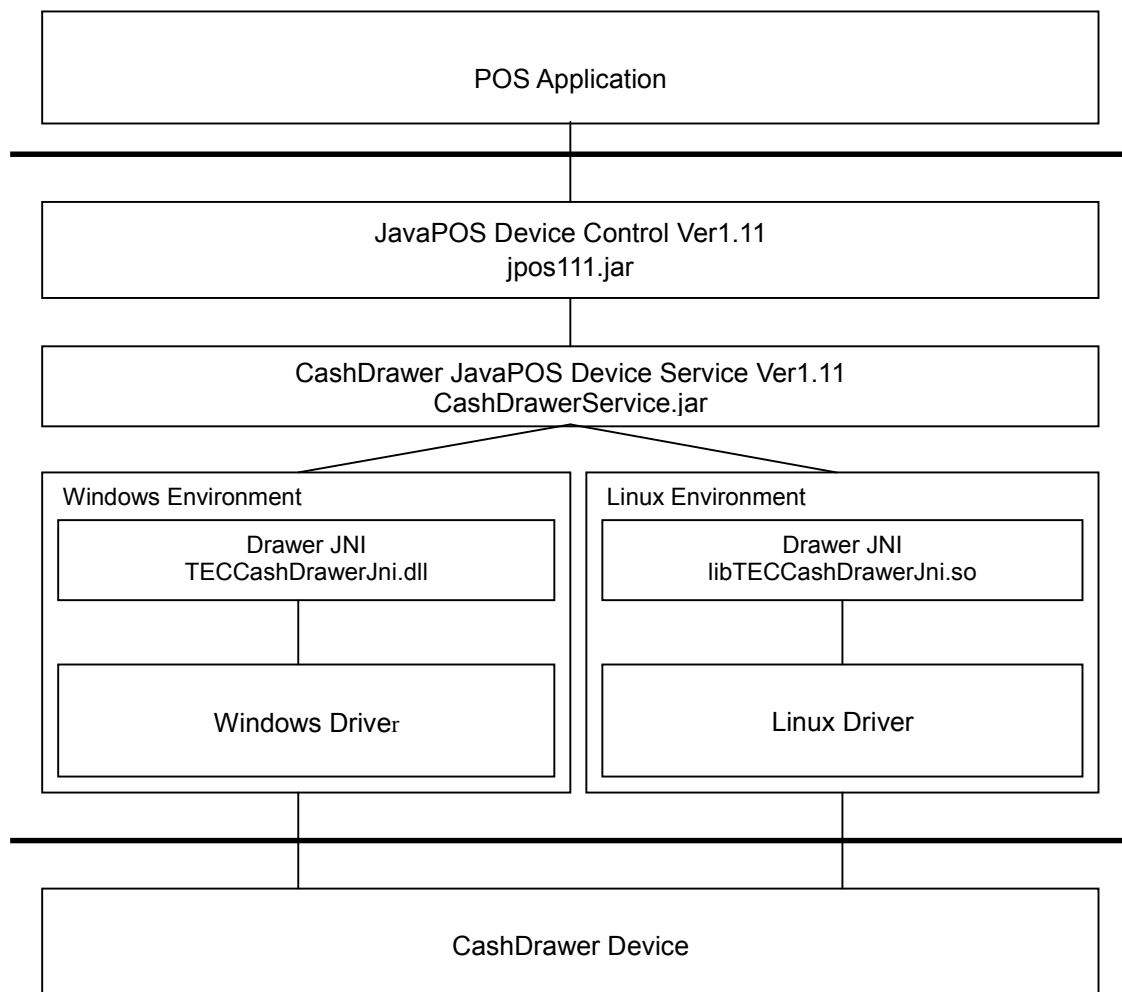 POS Application
JavaPOS Device Control Ver1.11
jpos111.jar
CashDrawer JavaPOS Device Service Ver1.11
CashDrawerService.jar
Windows Environment
Drawer JNI
TECCashDrawerJni.dll
Windows Driver
Linux Environment
Drawer JNI
libTECCashDrawerJni.so
Linux Driver
CashDrawer Device